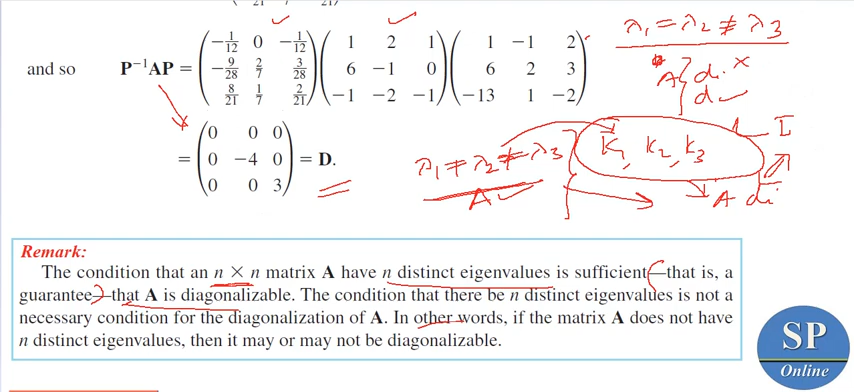 λ₁ = λ₂ ≠ λ₃
and so P⁻¹AP = (−1/12 0 −1/12; −9/28 2/7 3/28; 8/21 1/7 2/21) (1 2 1; 6 −1 0; −1 −2 −1) (1 −1 2; 6 2 3; −13 1 −2)
A di. ×
d ✓
= (0 0 0; 0 −4 0; 0 0 3) = D.
K₁, K₂, K₃
I
λ₁ ≠ λ₂ ≠ λ₃
A ✓
A di
Remark:
The condition that an n × n matrix A have n distinct eigenvalues is sufficient—that is, a
guarantee—that A is diagonalizable. The condition that there be n distinct eigenvalues is not a
necessary condition for the diagonalization of A. In other words, if the matrix A does not have
n distinct eigenvalues, then it may or may not be diagonalizable.
SP
Online